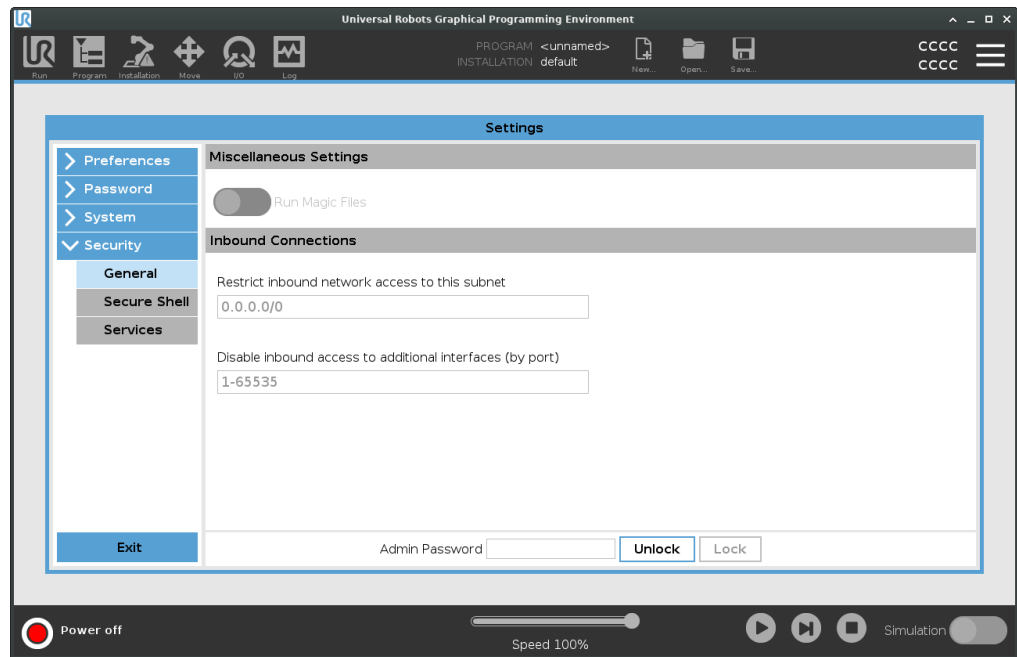 UR
Universal Robots Graphical Programming Environment
UR
Run
Program
Installation
Move
I/O
Log
PROGRAM <unnamed>
INSTALLATION default
New...
Open...
Save...
CCCC
CCCC
Settings
Preferences
Password
System
Security
General
Secure Shell
Services
Exit
Miscellaneous Settings
Run Magic Files
Inbound Connections
Restrict inbound network access to this subnet
0.0.0.0/0
Disable inbound access to additional interfaces (by port)
1-65535
Admin Password
Unlock
Lock
Power off
Speed 100%
Simulation